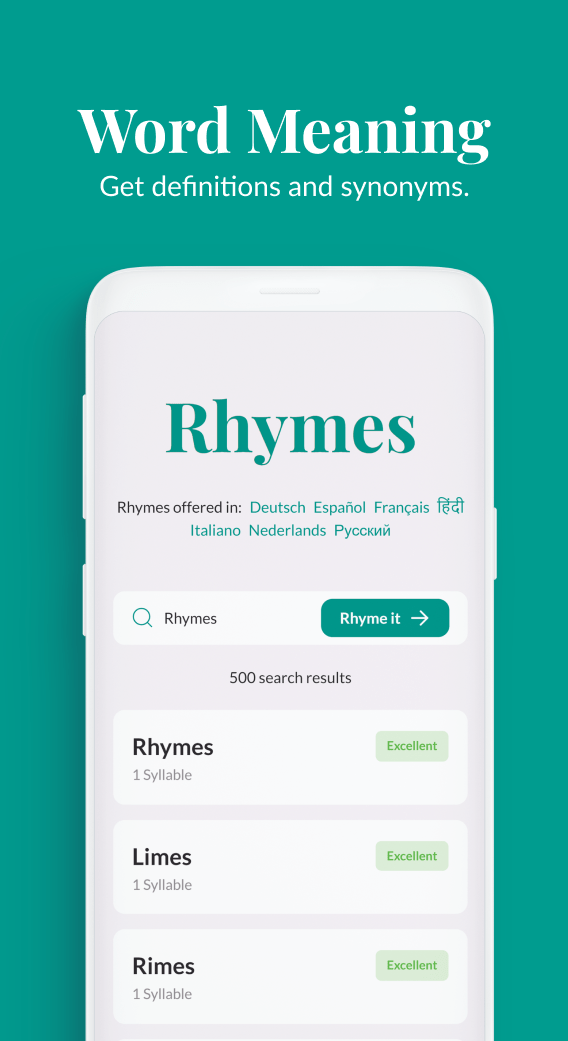 Word Meaning
Get definitions and synonyms.
Rhymes
Rhymes offered in: Deutsch Español Français हिंदी
Italiano Nederlands Русский
Rhymes
Rhyme it
500 search results
Rhymes
Excellent
1 Syllable
Limes
Excellent
1 Syllable
Rimes
Excellent
1 Syllable